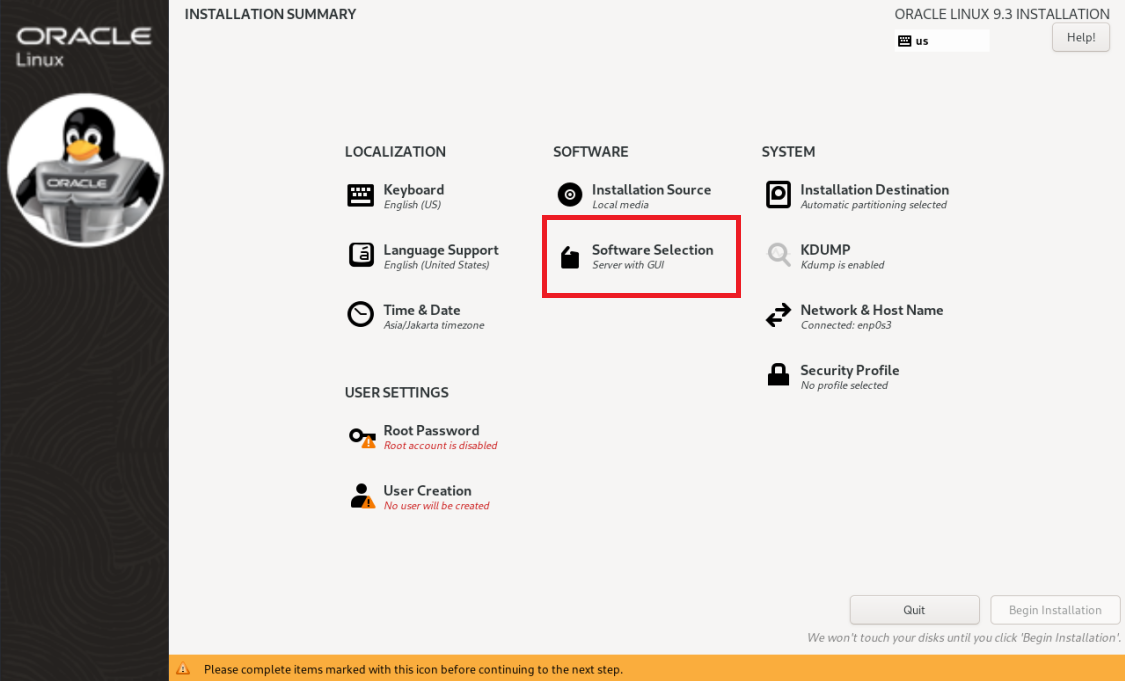 INSTALLATION SUMMARY
ORACLE LINUX 9.3 INSTALLATION
us
Help!
ORACLE
Linux
ORACLE
LOCALIZATION
Keyboard
English (US)
Language Support
English (United States)
Time & Date
Asia/Jakarta timezone
USER SETTINGS
Root Password
Root account is disabled
User Creation
No user will be created
SOFTWARE
Installation Source
Local media
Software Selection
Server with GUI
SYSTEM
Installation Destination
Automatic partitioning selected
KDUMP
Kdump is enabled
Network & Host Name
Connected: enp0s3
Security Profile
No profile selected
Quit
Begin Installation
We won't touch your disks until you click 'Begin Installation'.
Please complete items marked with this icon before continuing to the next step.